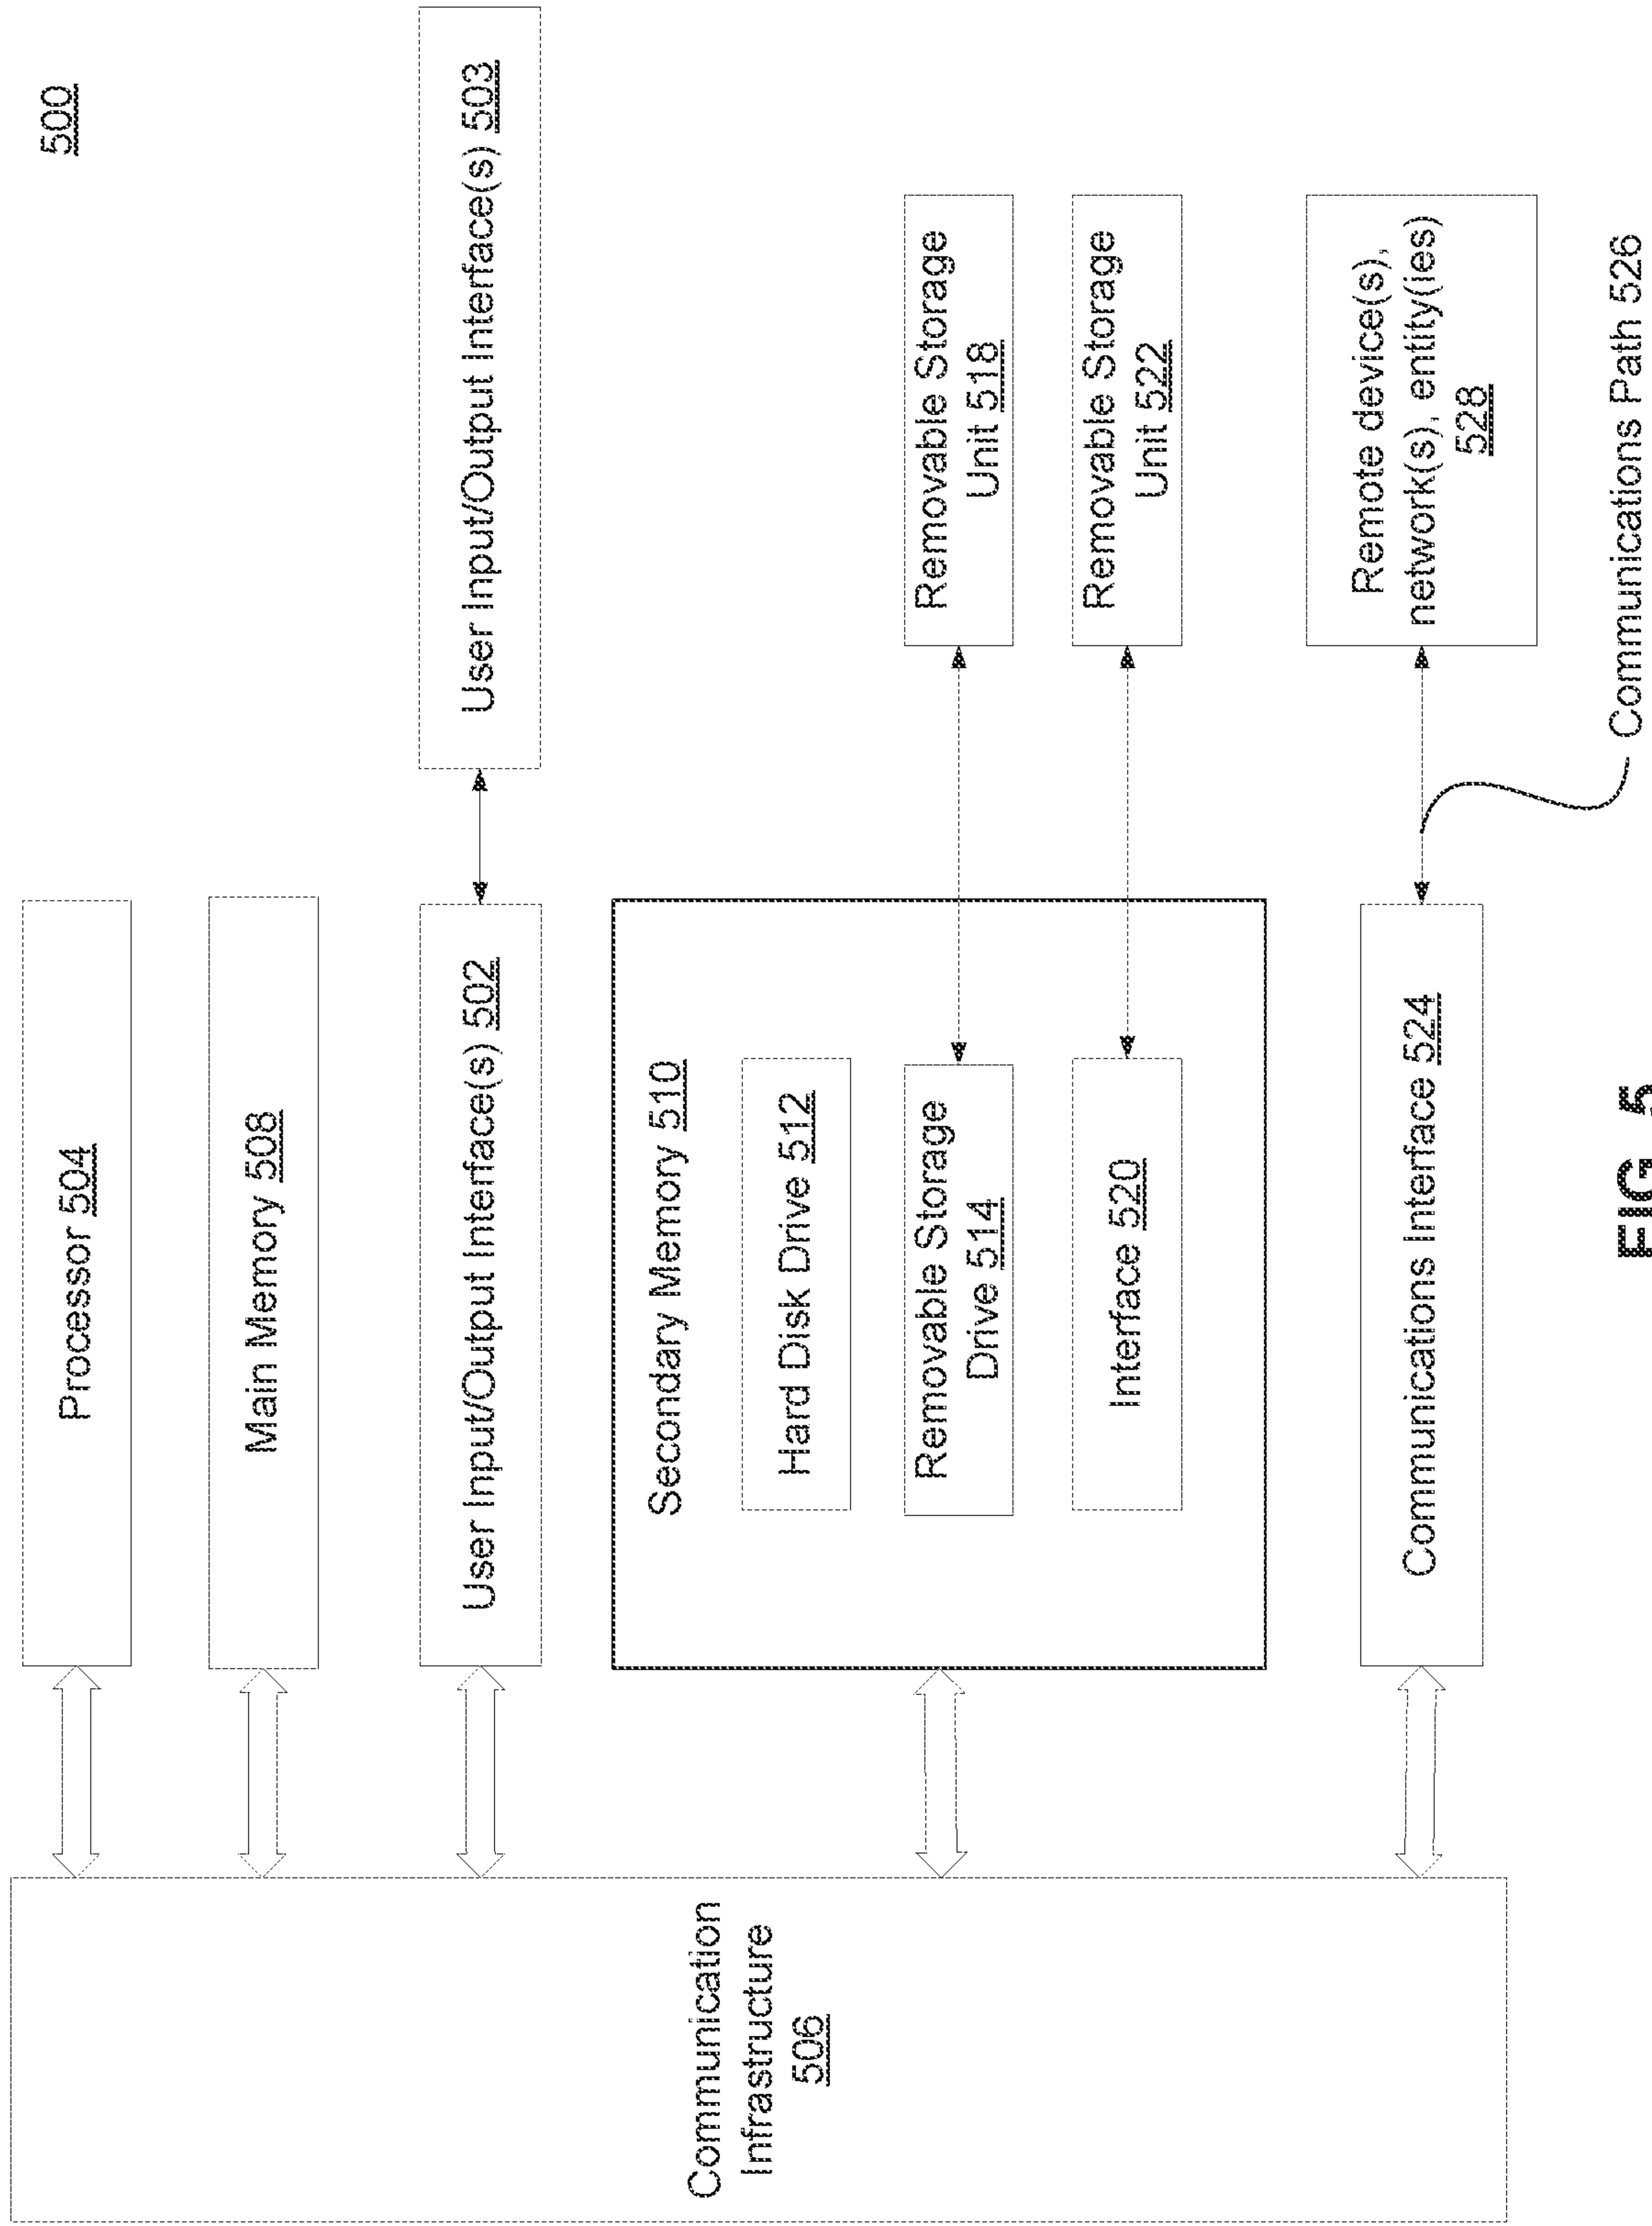 500
Processor 504
Main Memory 508
User Input/Output Interface(s) 502
User Input/Output Interface(s) 503
Communication
Infrastructure
506
Secondary Memory 510
Hard Disk Drive 512
Removable Storage
Drive 514
Removable Storage
Unit 518
Interface 520
Removable Storage
Unit 522
Communications Interface 524
Remote device(s),
network(s), entity(ies)
528
Communications Path 526
FIG. 5